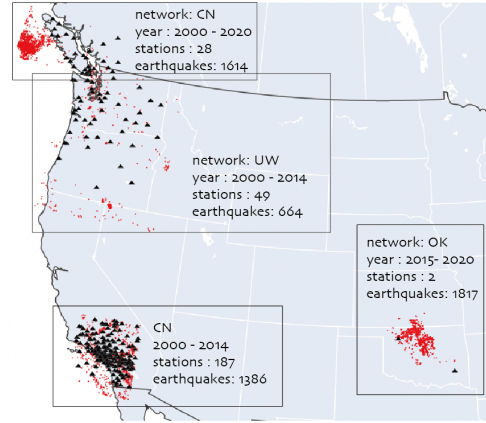 network: CN
year : 2000 - 2020
stations : 28
earthquakes: 1614
network: UW
year : 2000 - 2014
stations : 49
earthquakes: 664
network: OK
year : 2015- 2020
stations : 2
earthquakes: 1817
CN
2000 - 2014
stations : 187
earthquakes: 1386